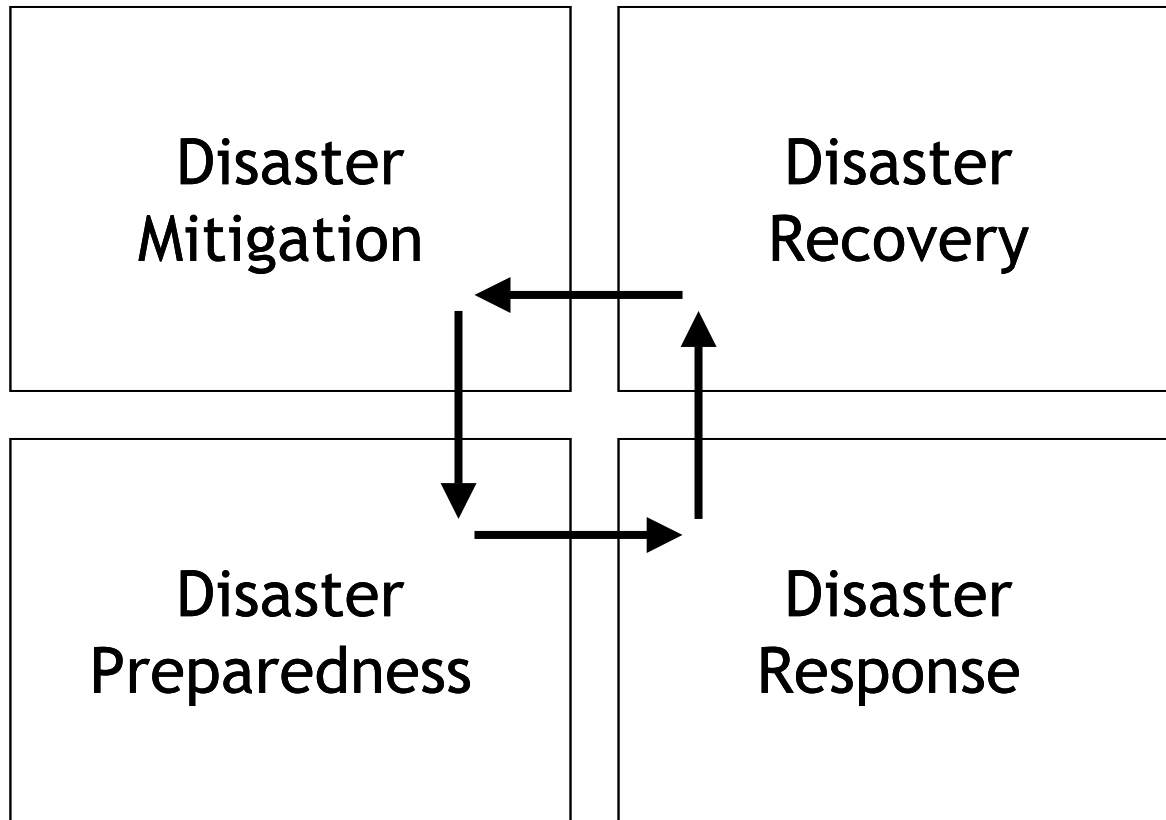 Disaster
Mitigation
Disaster
Recovery
Disaster
Preparedness
Disaster
Response